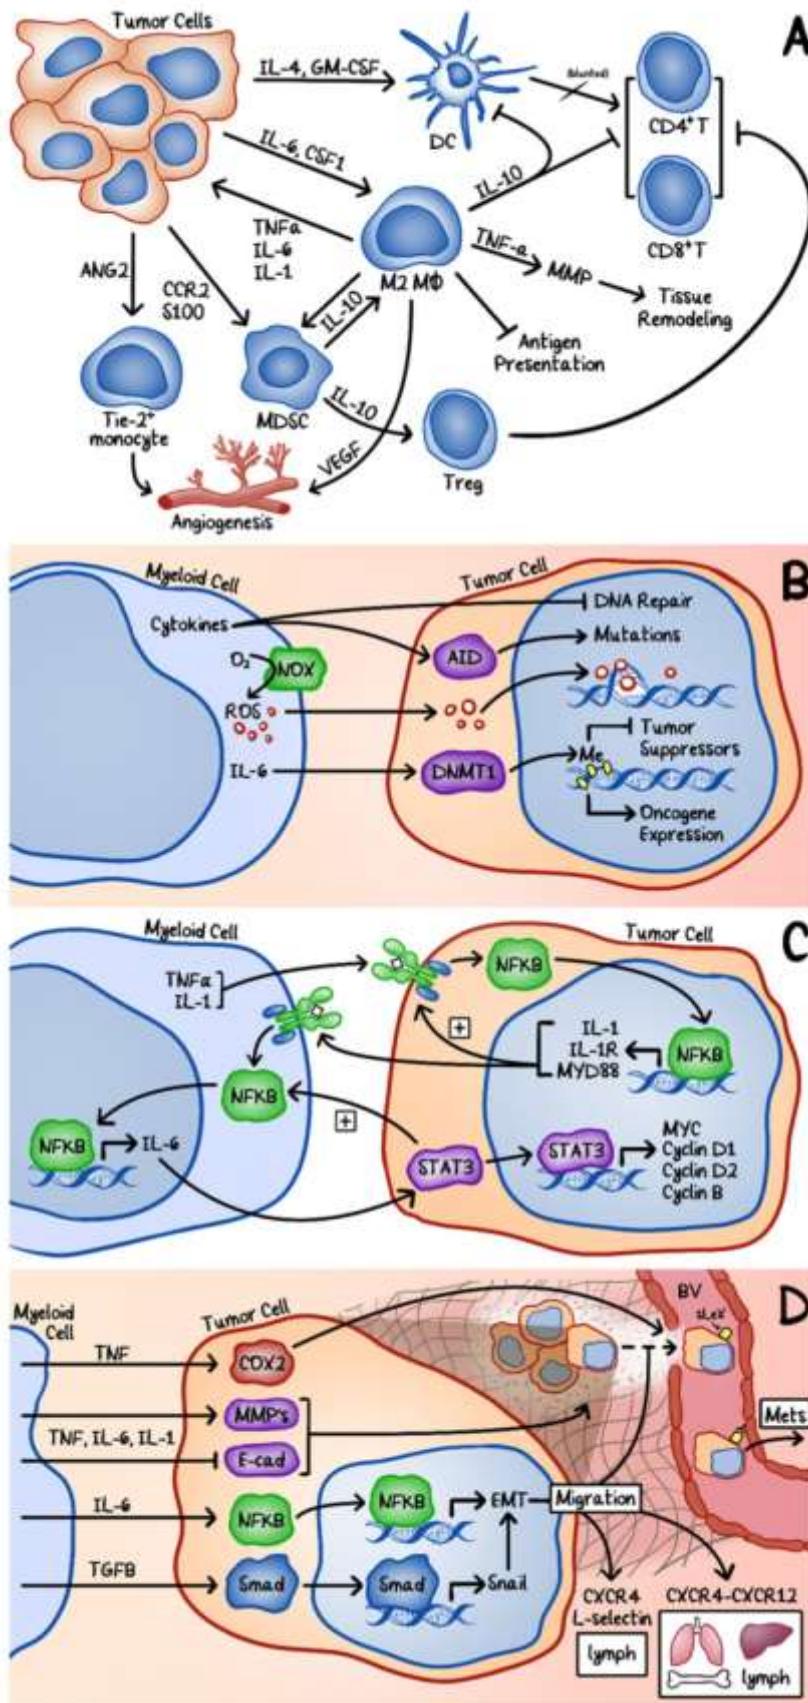 Tumor Cells
A
IL-4, GM-CSF
(blunted)
DC
CD4⁺ T
IL-6, CSF1
IL-10
CD8⁺ T
TNFα
IL-6
IL-1
M2 MΦ
TNF-α
MMP
Tissue
Remodeling
ANG2
CCR2
S100
IL-10
Antigen
Presentation
Tie-2⁺
monocyte
MDSC
IL-10
Treg
VEGF
Angiogenesis
B
Myeloid Cell
Tumor Cell
Cytokines
DNA Repair
AID
Mutations
O₂
NOX
ROS
IL-6
DNMT1
Me
Tumor
Suppressors
Oncogene
Expression
C
Myeloid Cell
Tumor Cell
TNFα
IL-1
NFKB
+
IL-1
IL-1R
MYD88
NFKB
NFKB
+
NFKB
IL-6
STAT3
STAT3
MYC
Cyclin D1
Cyclin D2
Cyclin B
D
Myeloid
Cell
Tumor Cell
BV
sLeX
TNF
COX2
MMP's
TNF, IL-6, IL-1
E-cad
Mets
IL-6
NFKB
NFKB
EMT
Migration
TGFB
Smad
Smad
Snail
CXCR4
L-selectin
lymph
CXCR4-CXCR12
lymph